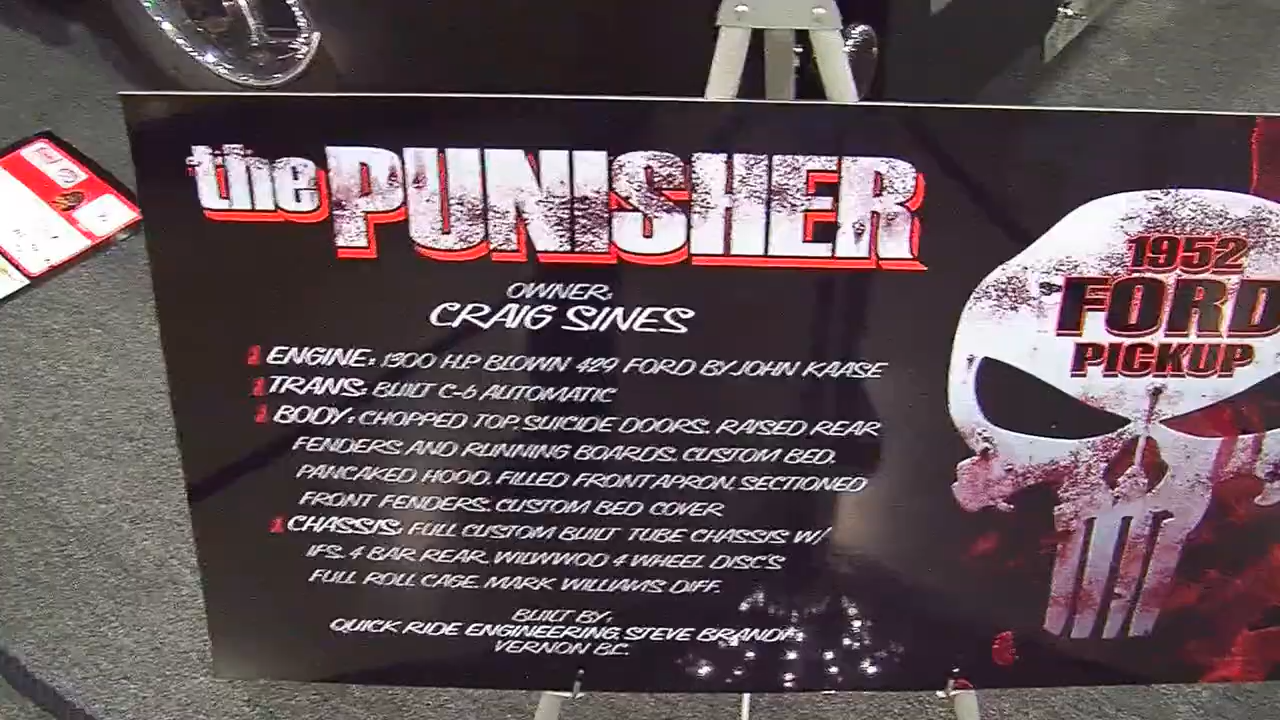 the PUNISHER
OWNER:
CRAIG SINES
ENGINE: 1300 H.P BLOWN 429 FORD BY JOHN KAASE
TRANS: BUILT C-6 AUTOMATIC
BODY: CHOPPED TOP. SUICIDE DOORS. RAISED REAR
FENDERS AND RUNNING BOARDS. CUSTOM BED.
PANCAKED HOOD. FILLED FRONT APRON. SECTIONED
FRONT FENDERS. CUSTOM BED COVER
CHASSIS: FULL CUSTOM BUILT TUBE CHASSIS W/
IFS. 4 BAR REAR. WILWWOD 4 WHEEL DISC'S
FULL ROLL CAGE. MARK WILLIAMS DIFF.
BUILT BY:
QUICK RIDE ENGINEERING. STEVE BRANDT
VERNON B.C.
1952
FORD
PICKUP